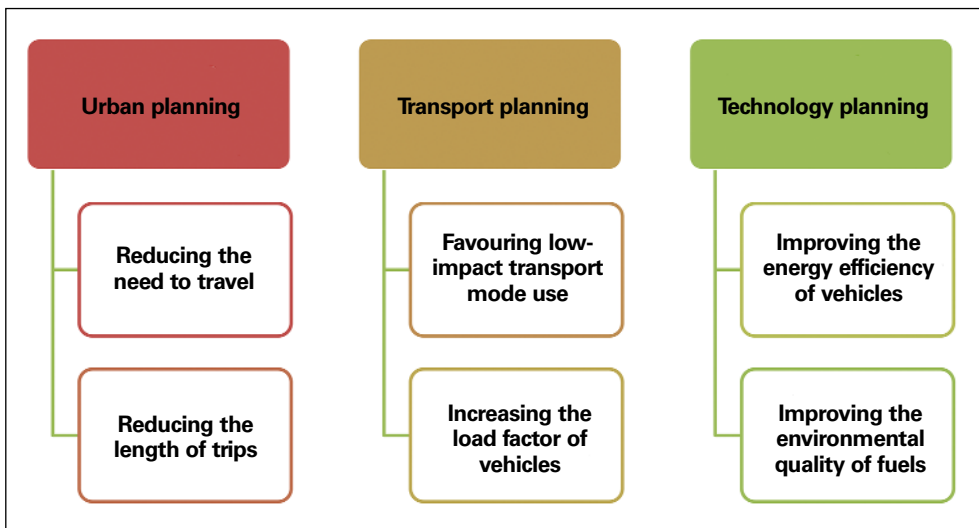 Urban planning
Transport planning
Technology planning
Reducing the
need to travel
Favouring low-
impact transport
mode use
Improving the
energy efficiency
of vehicles
Reducing the
length of trips
Increasing the
load factor of
vehicles
Improving the
environmental
quality of fuels